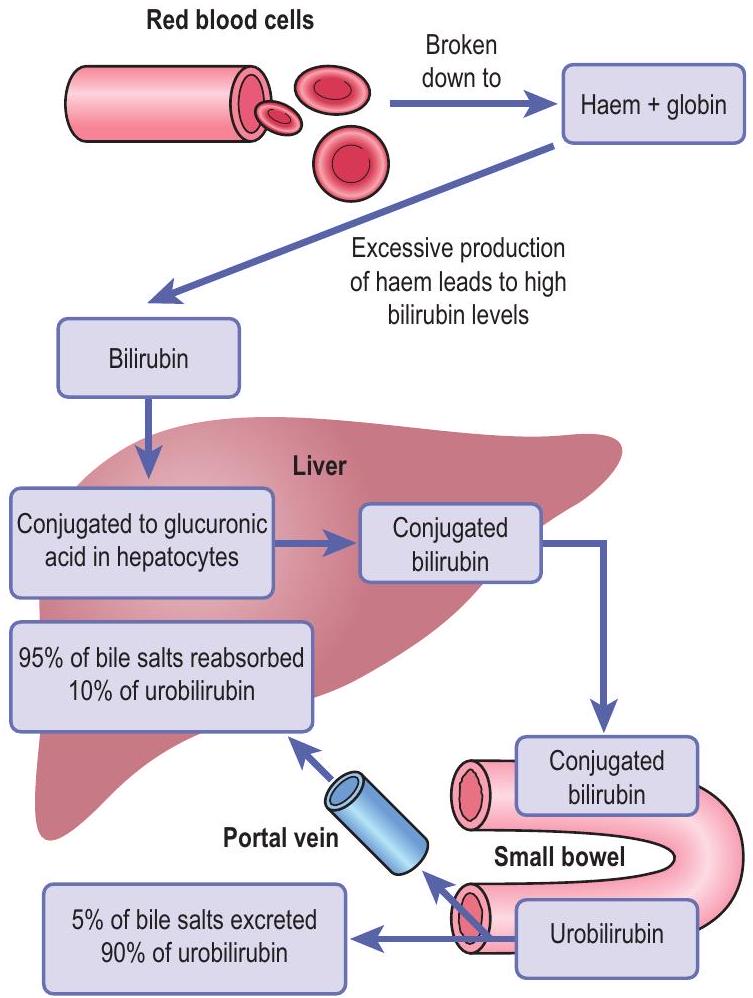 Red blood cells
Broken
down to
Haem + globin
Excessive production
of haem leads to high
bilirubin levels
Bilirubin
Liver
Conjugated to glucuronic
acid in hepatocytes
Conjugated
bilirubin
95% of bile salts reabsorbed
10% of urobilirubin
Conjugated
bilirubin
Portal vein
Small bowel
5% of bile salts excreted
90% of urobilirubin
Urobilirubin